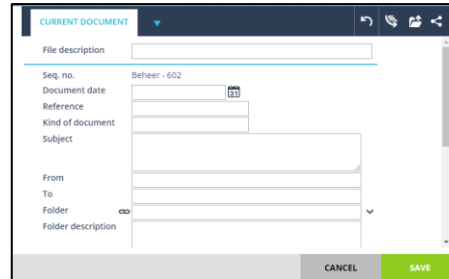 CURRENT DOCUMENT
File description
Seq. no. Beheer - 602
Document date 31
Reference
Kind of document
Subject
From
To
Folder
Folder description
CANCEL SAVE